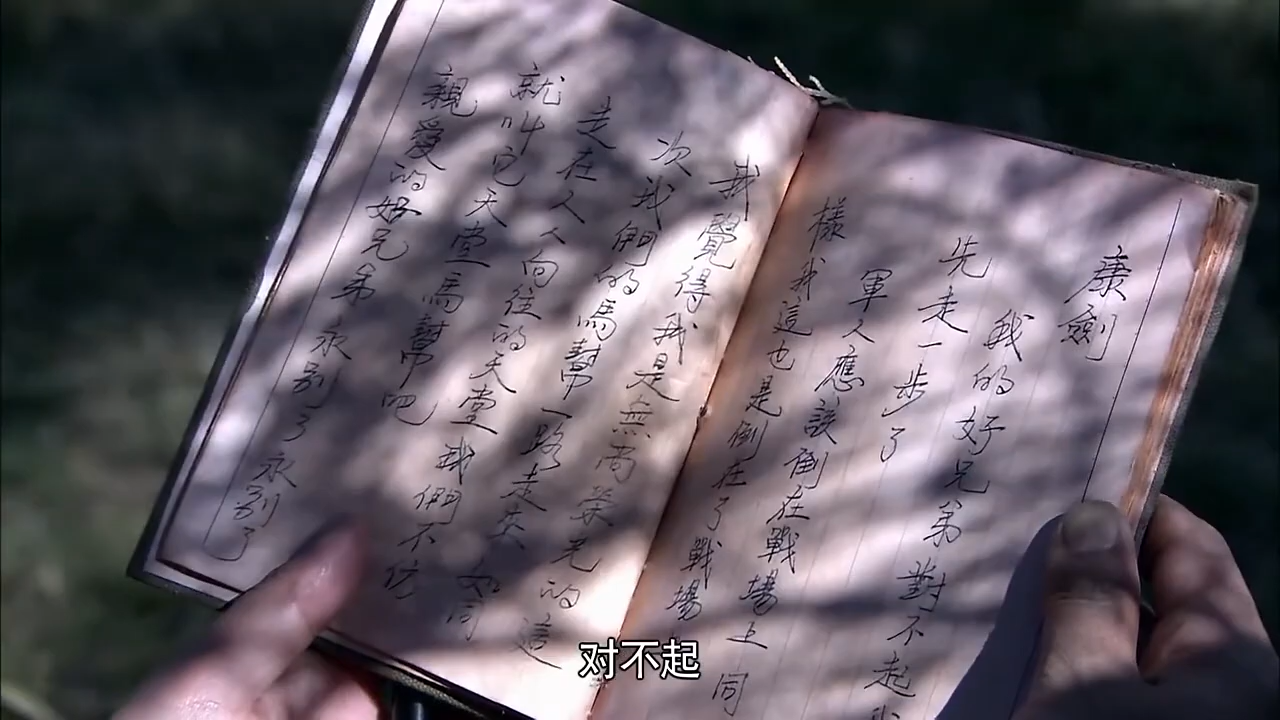 康劍
我的好兄弟對不起
先走一步了
軍人應該倒在戰場上同
樣我這也是倒在了戰場
我覺得我是無尚榮光的這
次我們的馬幫一路走來如同
走在人人向往的天堂我們不仿
就叫它天堂馬幫吧
親愛的好兄弟永別了永別了
对不起